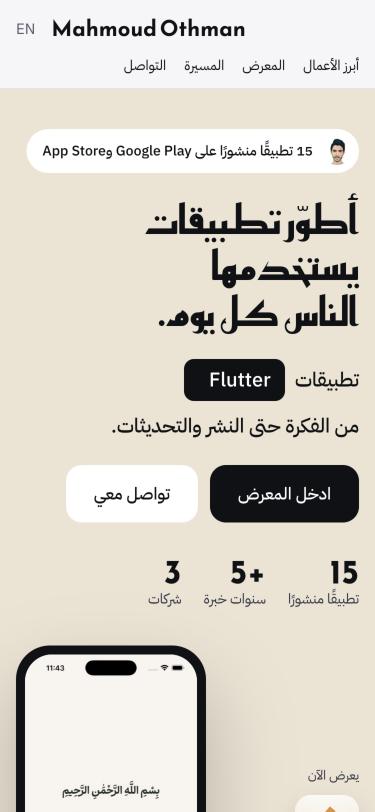 Mahmoud Othman
EN
أبرز الأعمال
المعرض
المسيرة
التواصل
15 تطبيقًا منشورًا على Google Play وApp Store
أطوّر تطبيقات
يستخدمها
الناس كل يوم.
تطبيقات Flutter
من الفكرة حتى النشر والتحديثات.
ادخل المعرض
تواصل معي
15
تطبيقًا منشورًا
5+
سنوات خبرة
3
شركات
11:43
بِسْمِ اللَّهِ الرَّحْمَٰنِ الرَّحِيمِ
يعرض الآن